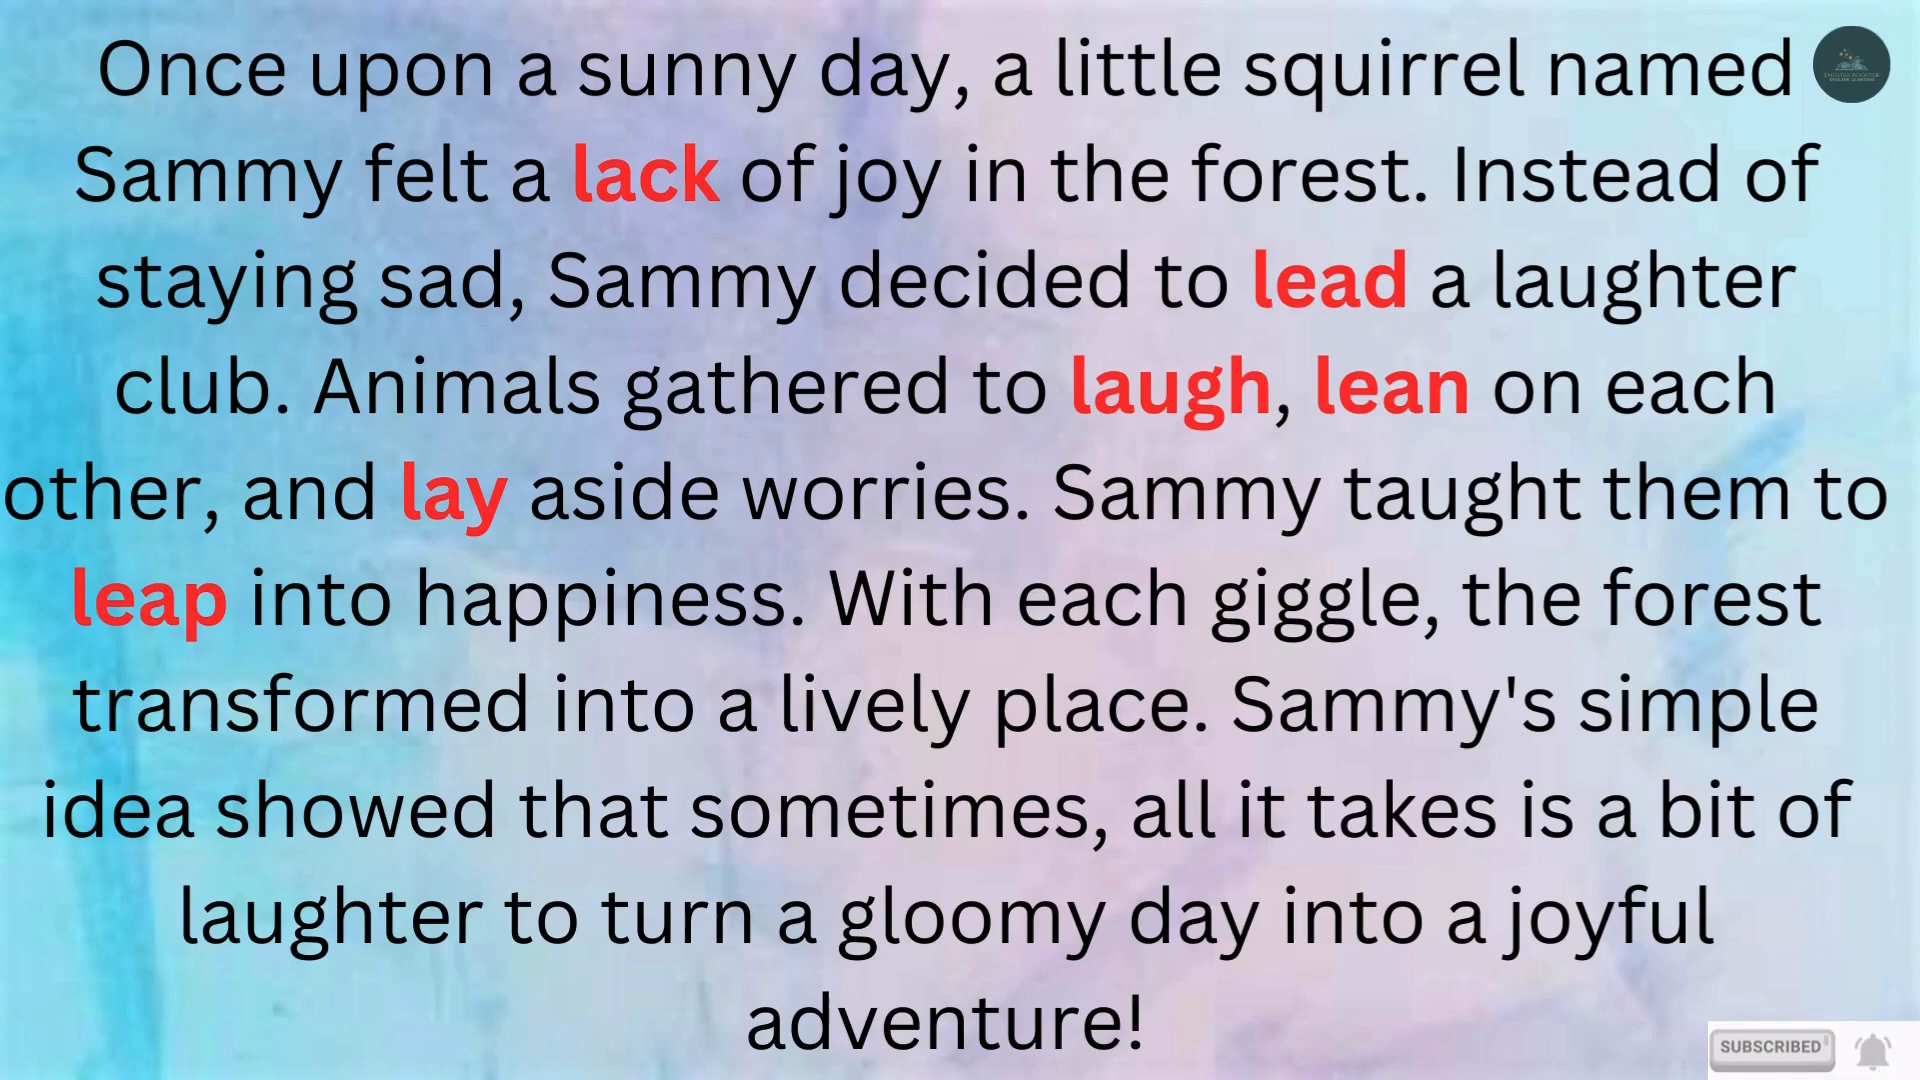 Once upon a sunny day, a little squirrel named
Sammy felt a lack of joy in the forest. Instead of
staying sad, Sammy decided to lead a laughter
club. Animals gathered to laugh, lean on each
other, and lay aside worries. Sammy taught them to
leap into happiness. With each giggle, the forest
transformed into a lively place. Sammy's simple
idea showed that sometimes, all it takes is a bit of
laughter to turn a gloomy day into a joyful
adventure!
SUBSCRIBED